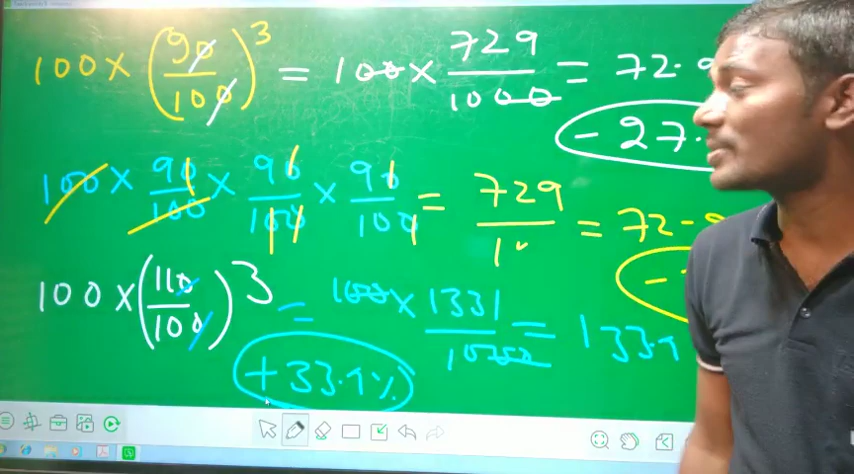 100 × (90/100)³ = 100 × 729/1000 = 72.9
- 27.
100 × 90/100 × 90/100 × 90/100 = 729/10 = 72.9
100 × (110/100)³ = 100 × 1331/1000 = 133.1
+33.1%